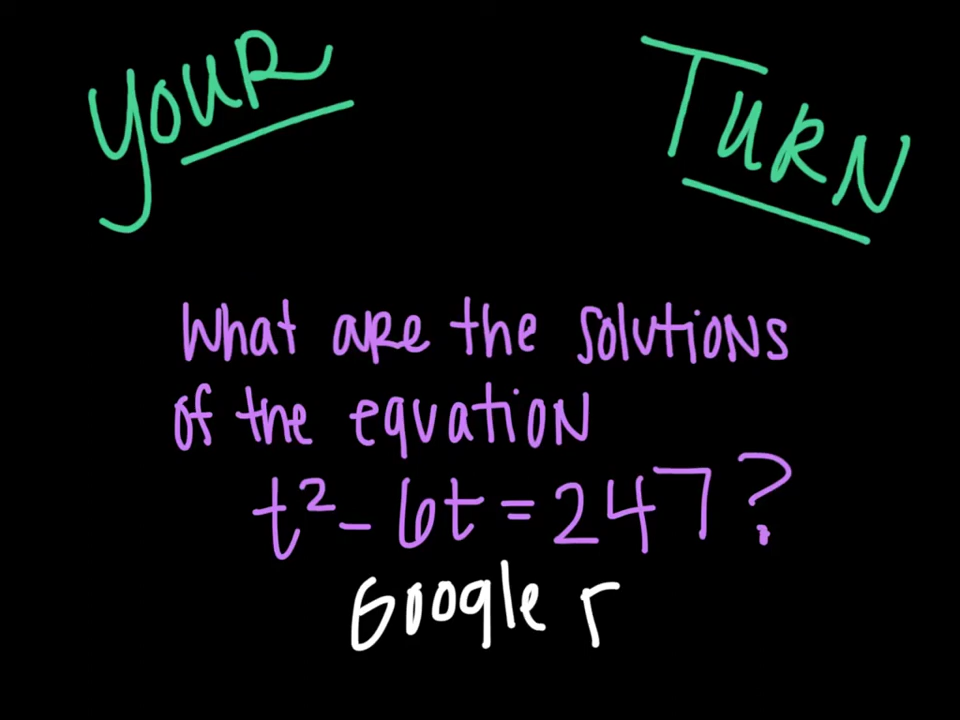 YOUR TURN
What are the solutions
of the equation
t² - 6t = 247?
Google r